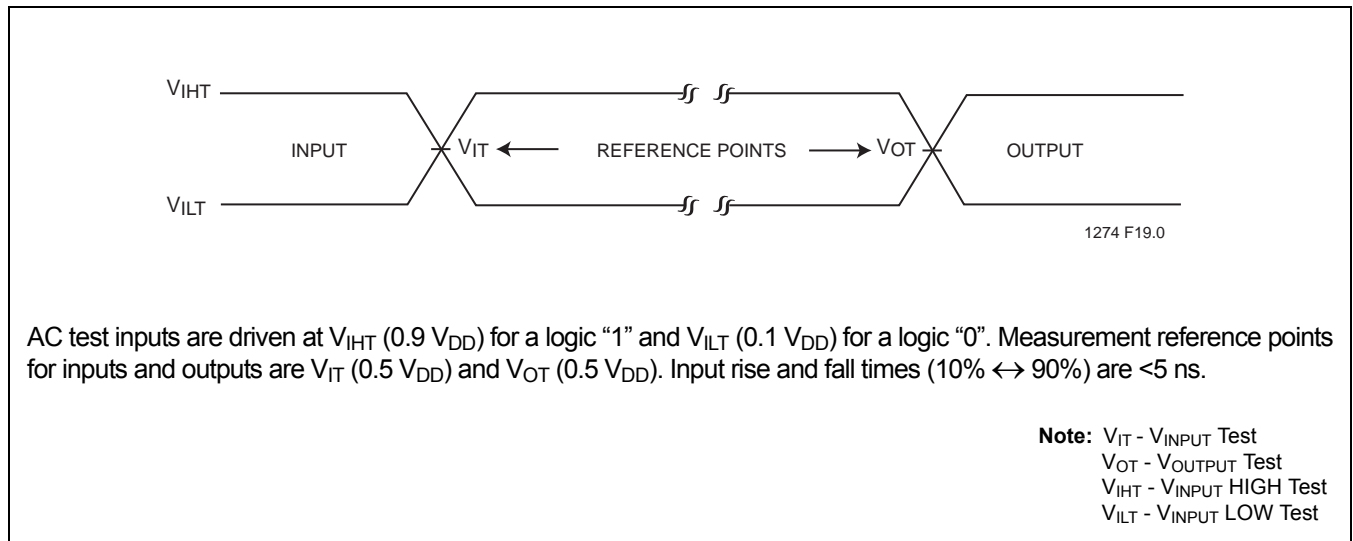 VIHT
INPUT VIT REFERENCE POINTS VOT OUTPUT
VILT
1274 F19.0
AC test inputs are driven at VIHT (0.9 VDD) for a logic “1” and VILT (0.1 VDD) for a logic “0”. Measurement reference points
for inputs and outputs are VIT (0.5 VDD) and VOT (0.5 VDD). Input rise and fall times (10% ↔ 90%) are <5 ns.
Note: VIT - VINPUT Test
VOT - VOUTPUT Test
VIHT - VINPUT HIGH Test
VILT - VINPUT LOW Test